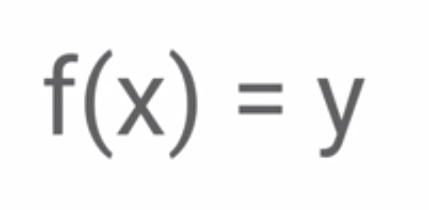 f(x) = y